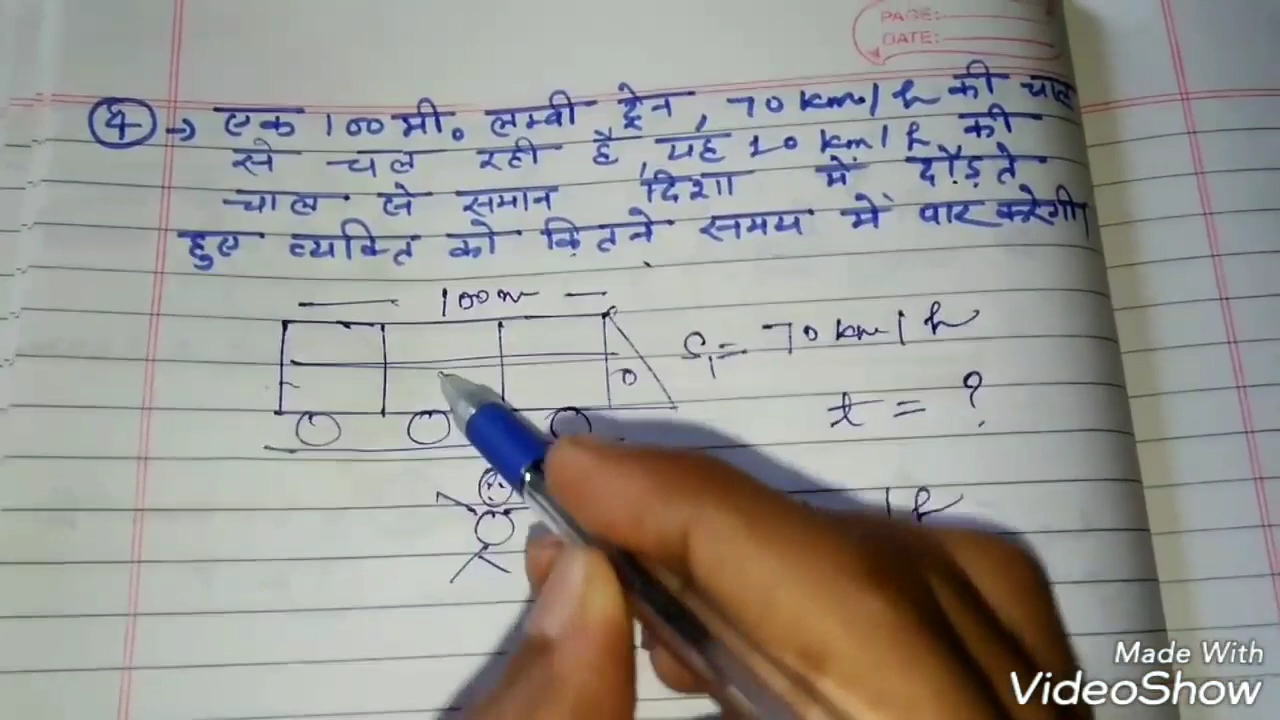 PAGE:
DATE:
④ → एक 100 मी. लम्बी ट्रेन, 70 km/h की चाल
से चल रही है, यह 10 km/h की
चाल से समान दिशा में दौड़ते
हुए व्यक्ति को कितने समय में पार करेगी।
100m
S₁ = 70 km/h
t = ?
/h
Made With
VideoShow